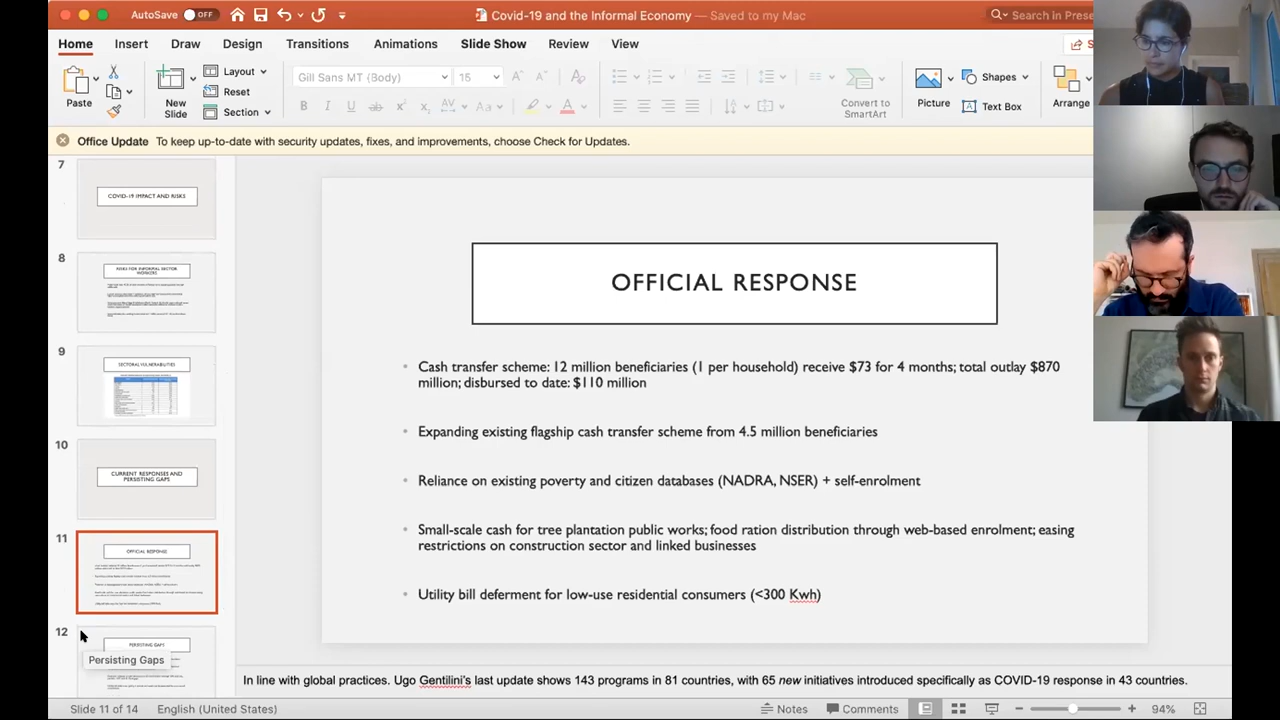 AutoSave OFF
Covid-19 and the Informal Economy — Saved to my Mac
Search in Prese
Home Insert Draw Design Transitions Animations Slide Show Review View
S
Paste
New
Slide
Layout
Reset
Section
Gill Sans MT (Body)
Convert to
SmartArt
Picture
Shapes
Text Box
Arrange
Office Update To keep up-to-date with security updates, fixes, and improvements, choose Check for Updates.
7
COVID-19 IMPACT AND RISKS
8
RISKS FOR INFORMAL SECTOR
WORKERS
9
SECTORAL VULNERABILITIES
10
CURRENT RESPONSES AND
PERSISTING GAPS
11
OFFICIAL RESPONSE
12
PERSISTING GAPS
Persisting Gaps
OFFICIAL RESPONSE
• Cash transfer scheme: 12 million beneficiaries (1 per household) receive $73 for 4 months; total outlay $870
million; disbursed to date: $110 million
• Expanding existing flagship cash transfer scheme from 4.5 million beneficiaries
• Reliance on existing poverty and citizen databases (NADRA, NSER) + self-enrolment
• Small-scale cash for tree plantation public works; food ration distribution through web-based enrolment; easing
restrictions on construction sector and linked businesses
• Utility bill deferment for low-use residential consumers (<300 Kwh)
In line with global practices. Ugo Gentilini's last update shows 143 programs in 81 countries, with 65 new initiatives introduced specifically as COVID-19 response in 43 countries.
Slide 11 of 14 English (United States) Notes Comments 94%